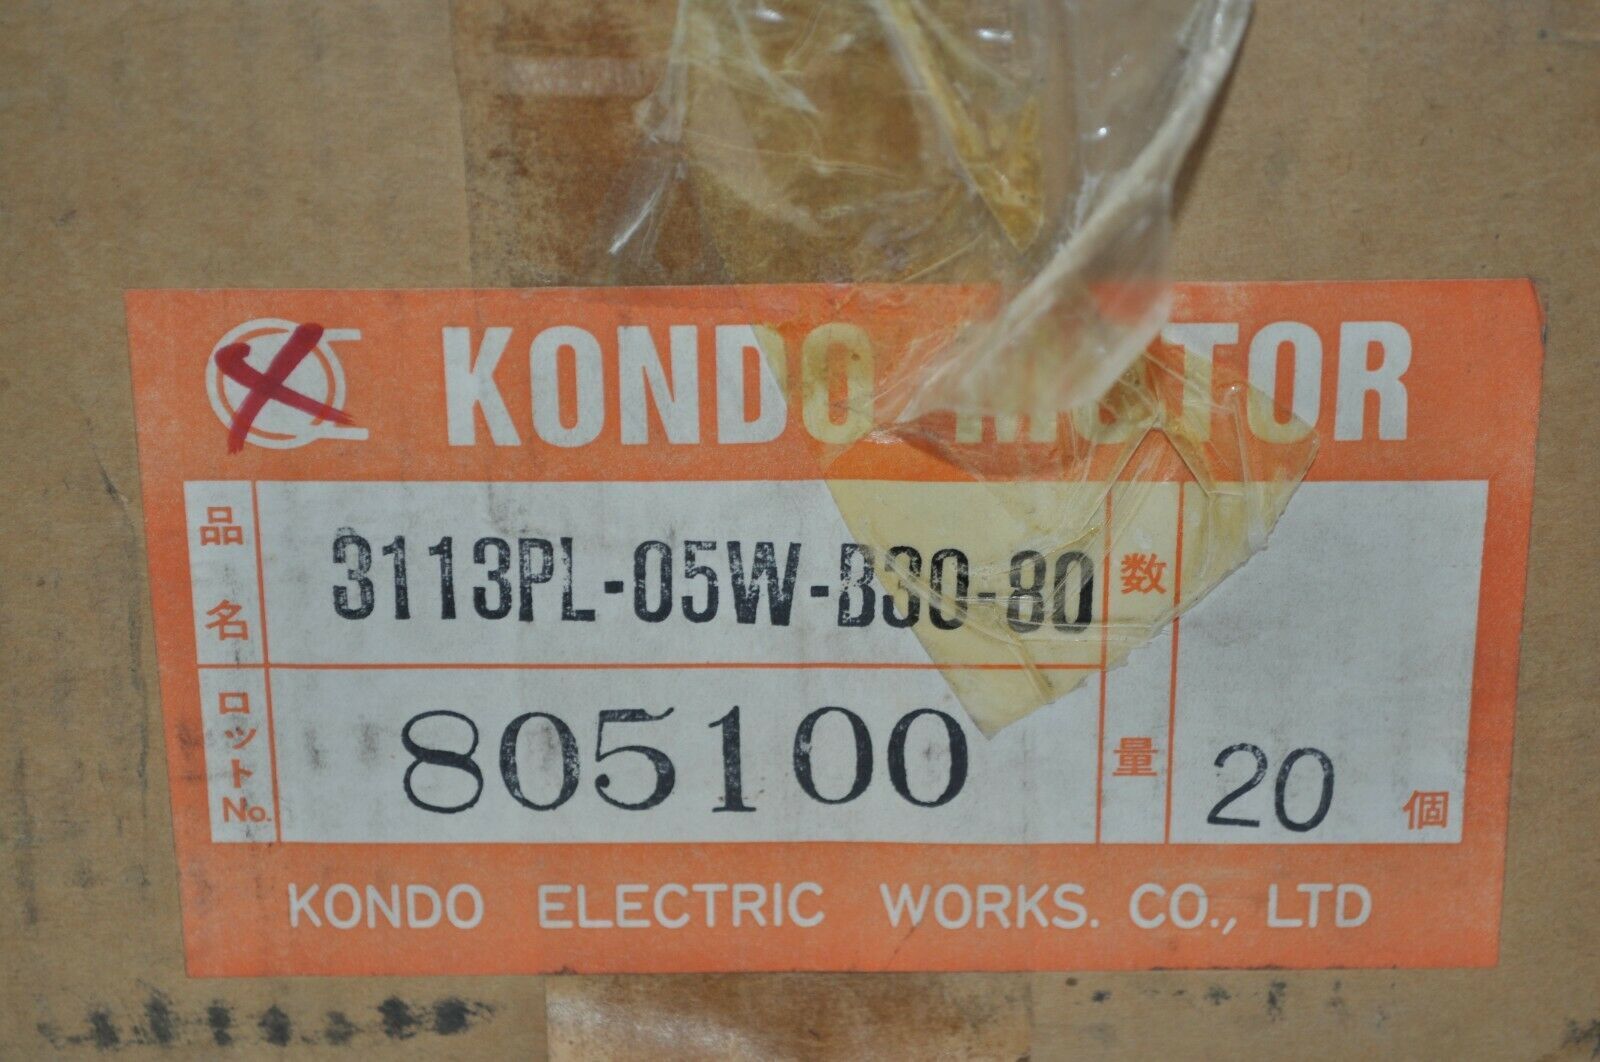 KONDO MOTOR
品名 3113PL-05W-B30-80
ロットNo. 805100
数量 20 個
KONDO ELECTRIC WORKS. CO., LTD